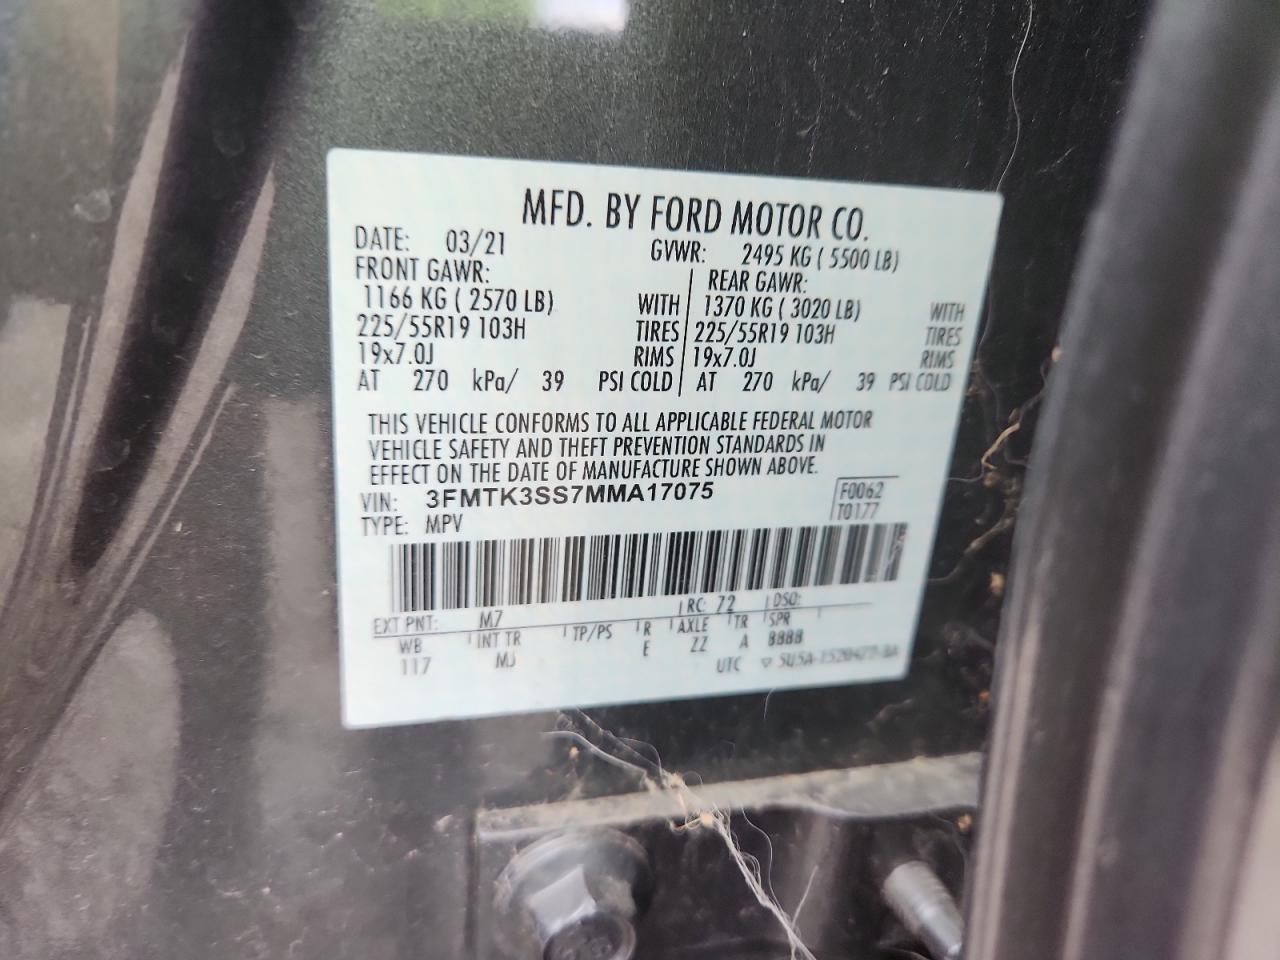 MFD. BY FORD MOTOR CO.
DATE: 03/21 GVWR: 2495 KG ( 5500 LB)
FRONT GAWR: REAR GAWR:
1166 KG ( 2570 LB) WITH 1370 KG ( 3020 LB) WITH
225/55R19 103H TIRES 225/55R19 103H TIRES
19x7.0J RIMS 19x7.0J RIMS
AT 270 kPa/ 39 PSI COLD AT 270 kPa/ 39 PSI COLD
THIS VEHICLE CONFORMS TO ALL APPLICABLE FEDERAL MOTOR
VEHICLE SAFETY AND THEFT PREVENTION STANDARDS IN
EFFECT ON THE DATE OF MANUFACTURE SHOWN ABOVE.
VIN: 3FMTK3SS7MMA17075 F0062
TYPE: MPV T0177
EXT PNT: M7 RC: 72 DSO:
WB INT TR TP/PS R AXLE TR SPR
117 MJ E ZZ A BBBB
UTC